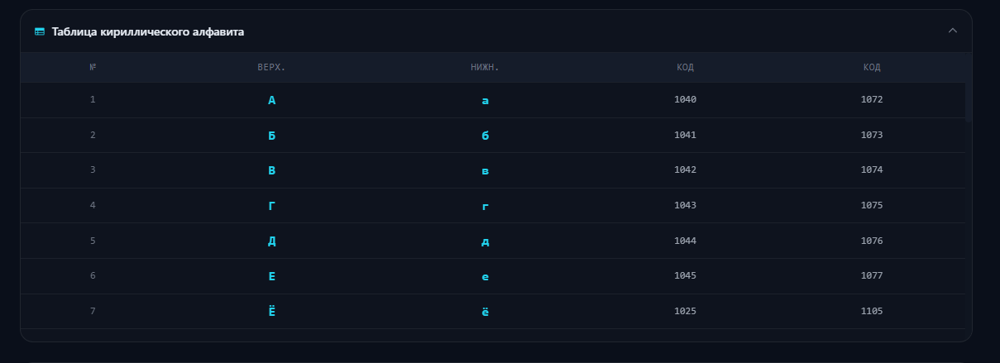 Таблица кириллического алфавита
№ ВЕРХ. НИЖН. КОД КОД
1 А а 1040 1072
2 Б б 1041 1073
3 В в 1042 1074
4 Г г 1043 1075
5 Д д 1044 1076
6 Е е 1045 1077
7 Ё ё 1025 1105